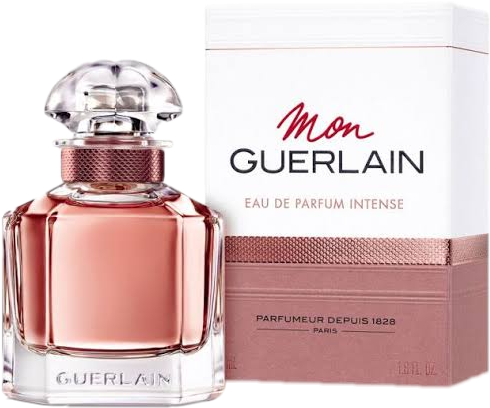 Mon
GUERLAIN
EAU DE PARFUM INTENSE
PARFUMEUR DEPUIS 1828
PARIS
GUERLAIN